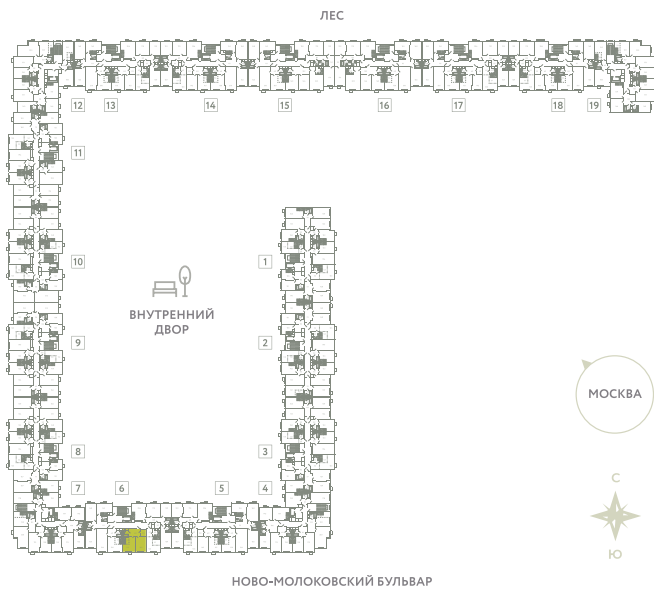 ЛЕС
12 13 14 15 16 17 18 19
11
10 1
ВНУТРЕННИЙ
ДВОР
9 2
МОСКВА
8 3
7 6 5 4
С
Ю
НОВО-МОЛОКОВСКИЙ БУЛЬВАР